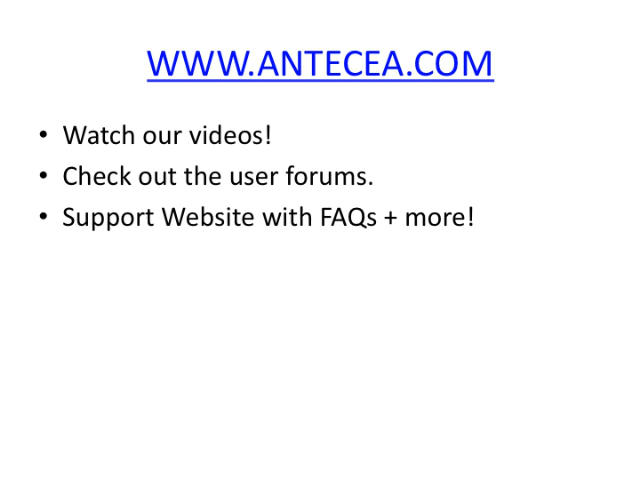 WWW.ANTECEA.COM
• Watch our videos!
• Check out the user forums.
• Support Website with FAQs + more!